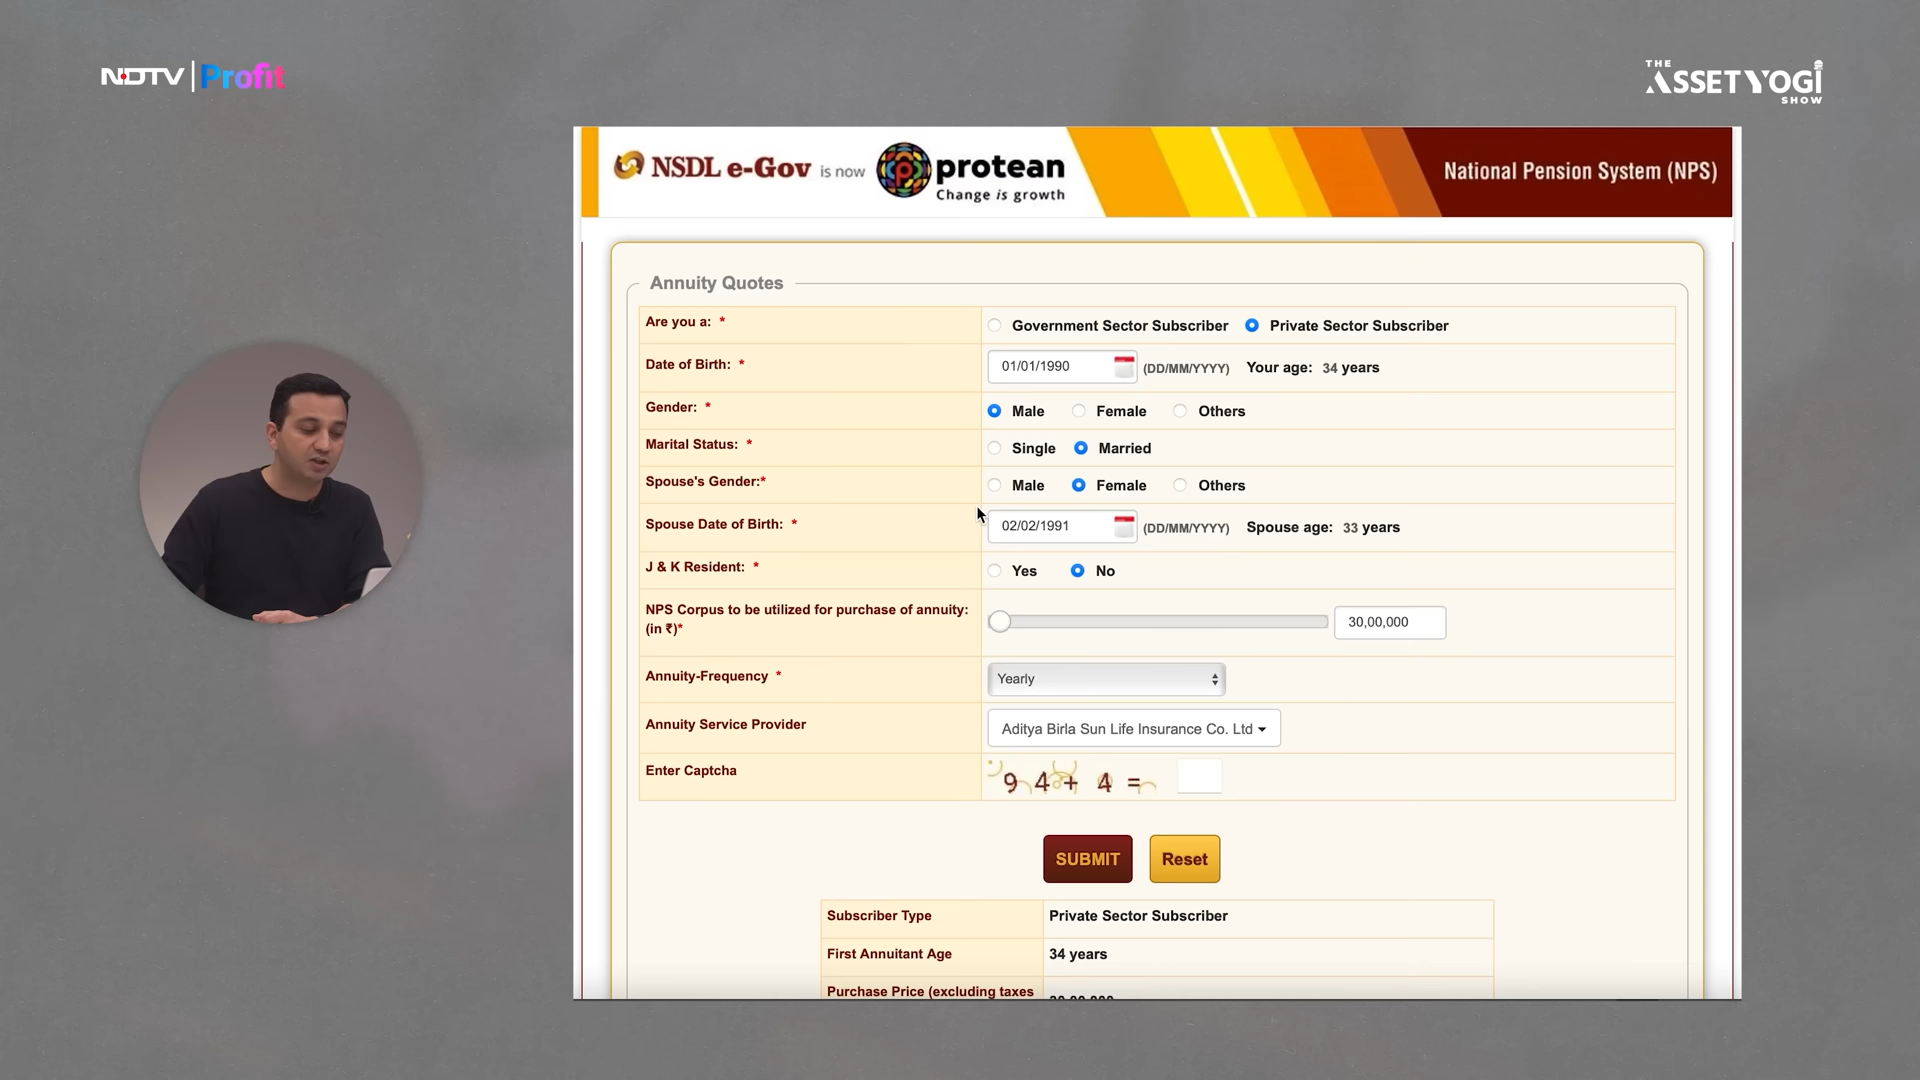 NDTV Profit
THE
ASSET YOGI
SHOW
NSDL e-Gov is now protean
Change is growth
National Pension System (NPS)
Annuity Quotes
Are you a: * Government Sector Subscriber Private Sector Subscriber
Date of Birth: * 01/01/1990 (DD/MM/YYYY) Your age: 34 years
Gender: * Male Female Others
Marital Status: * Single Married
Spouse's Gender:* Male Female Others
Spouse Date of Birth: * 02/02/1991 (DD/MM/YYYY) Spouse age: 33 years
J & K Resident: * Yes No
NPS Corpus to be utilized for purchase of annuity:
(in ₹)* 30,00,000
Annuity-Frequency * Yearly
Annuity Service Provider Aditya Birla Sun Life Insurance Co. Ltd
Enter Captcha 9 4 + 4 =
SUBMIT Reset
Subscriber Type Private Sector Subscriber
First Annuitant Age 34 years
Purchase Price (excluding taxes